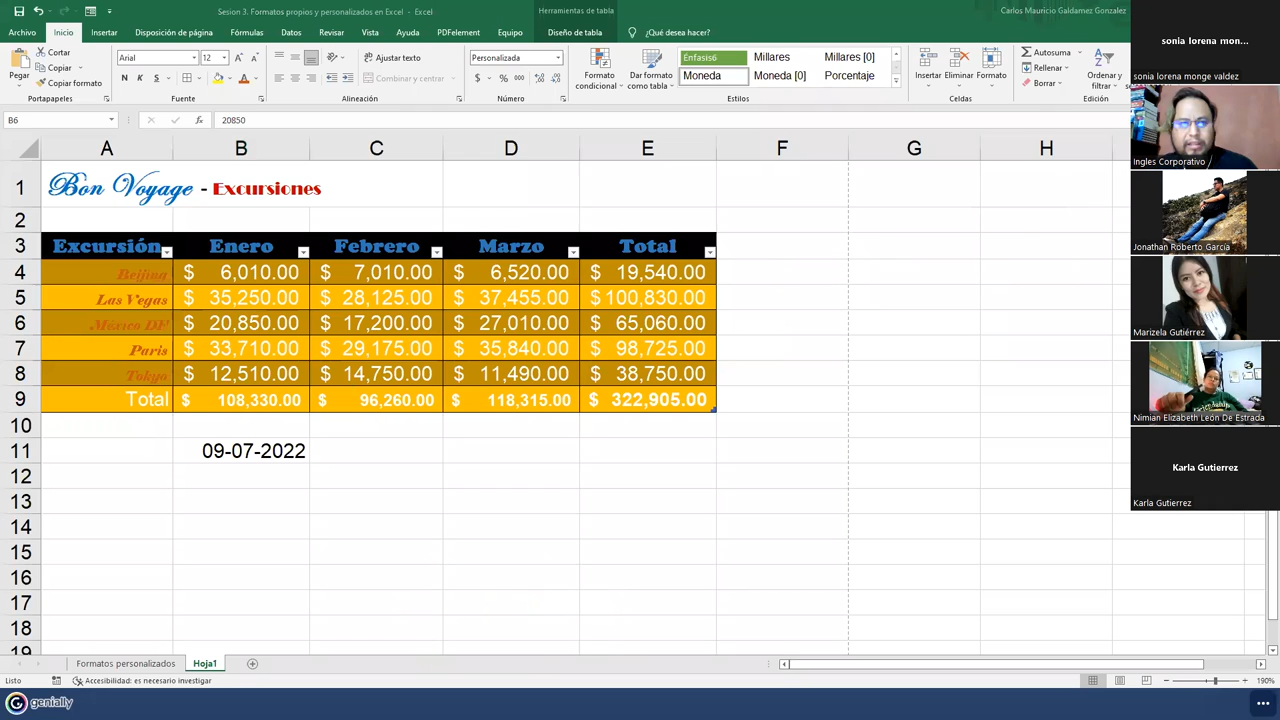 Sesion 3. Formatos propios y personalizados en Excel - Excel
Herramientas de tabla
Carlos Mauricio Galdamez Gonzalez
Archivo Inicio Insertar Disposición de página Fórmulas Datos Revisar Vista Ayuda PDFelement Equipo Diseño de tabla ¿Qué desea hacer?
Pegar
Cortar
Copiar
Copiar formato
Portapapeles
Arial 12
N K S
Fuente
Ajustar texto
Combinar y centrar
Alineación
Personalizada
$ % 000
Número
Formato condicional
Dar formato como tabla
Énfasis6 Millares Millares [0]
Moneda Moneda [0] Porcentaje
Estilos
Insertar Eliminar Formato
Celdas
Autosuma
Rellenar
Borrar
Ordenar y filtrar
Edición
B6 fx 20850
A B C D E F G H
1 Bon Voyage - Excursiones
2
3 Excursión Enero Febrero Marzo Total
4 Beijing $ 6,010.00 $ 7,010.00 $ 6,520.00 $ 19,540.00
5 Las Vegas $ 35,250.00 $ 28,125.00 $ 37,455.00 $ 100,830.00
6 México DF $ 20,850.00 $ 17,200.00 $ 27,010.00 $ 65,060.00
7 Paris $ 33,710.00 $ 29,175.00 $ 35,840.00 $ 98,725.00
8 Tokyo $ 12,510.00 $ 14,750.00 $ 11,490.00 $ 38,750.00
9 Total $ 108,330.00 $ 96,260.00 $ 118,315.00 $ 322,905.00
10
11 09-07-2022
12
13
14
15
16
17
18
19
Formatos personalizados Hoja1
Listo Accesibilidad: es necesario investigar 190%
genially
sonia lorena mon...
sonia lorena monge valdez
Ingles Corporativo
Jonathan Roberto García
Marizela Gutiérrez
Nimian Elizabeth León De Estrada
Karla Gutierrez
Karla Gutierrez